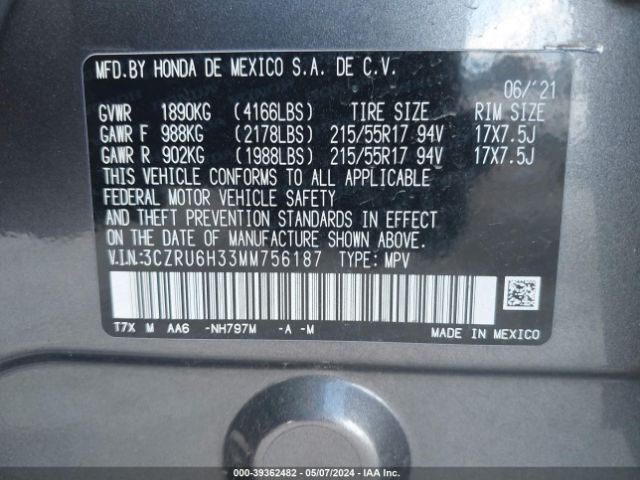 MFD.BY HONDA DE MEXICO S.A. DE C.V.
06/'21
GVWR 1890KG (4166LBS) TIRE SIZE RIM SIZE
GAWR F 988KG (2178LBS) 215/55R17 94V 17X7.5J
GAWR R 902KG (1988LBS) 215/55R17 94V 17X7.5J
THIS VEHICLE CONFORMS TO ALL APPLICABLE
FEDERAL MOTOR VEHICLE SAFETY
AND THEFT PREVENTION STANDARDS IN EFFECT
ON THE DATE OF MANUFACTURE SHOWN ABOVE.
V.I.N.:3CZRU6H33MM756187 TYPE: MPV
T7X M AA6 -NH797M -A -M
MADE IN MEXICO
000-39362482 - 05/07/2024 - IAAI.com